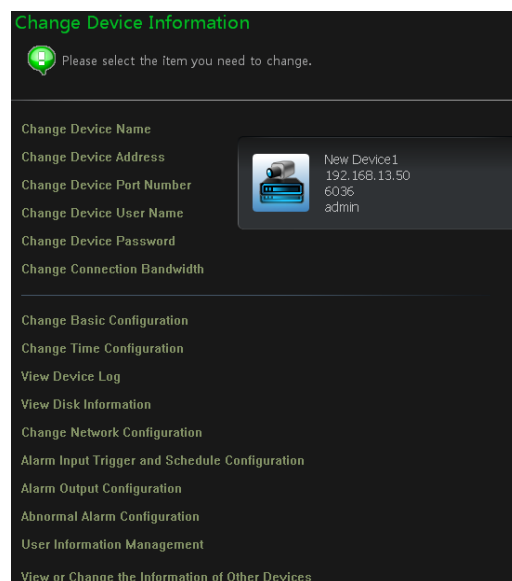 Change Device Information
Please select the item you need to change.
Change Device Name
Change Device Address
Change Device Port Number
Change Device User Name
Change Device Password
Change Connection Bandwidth
New Device1
192.168.13.50
6036
admin
Change Basic Configuration
Change Time Configuration
View Device Log
View Disk Information
Change Network Configuration
Alarm Input Trigger and Schedule Configuration
Alarm Output Configuration
Abnormal Alarm Configuration
User Information Management
View or Change the Information of Other Devices